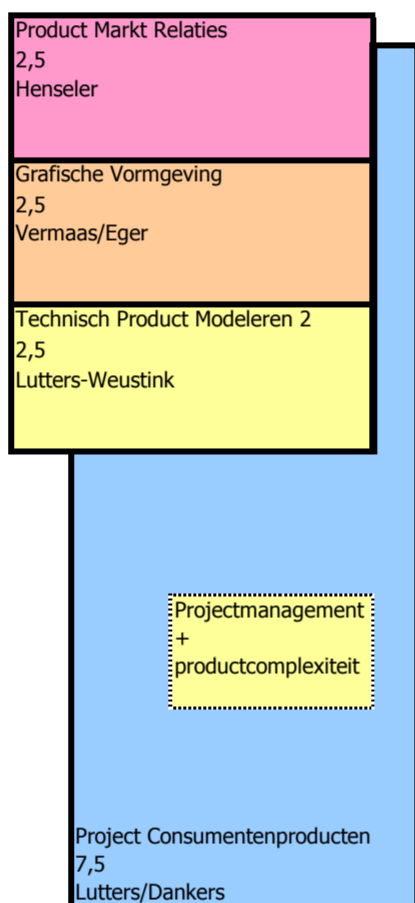 Product Markt Relaties
2,5
Henseler
Grafische Vormgeving
2,5
Vermaas/Eger
Technisch Product Modeleren 2
2,5
Lutters-Weustink
Projectmanagement
+
productcomplexiteit
Project Consumentenproducten
7,5
Lutters/Dankers